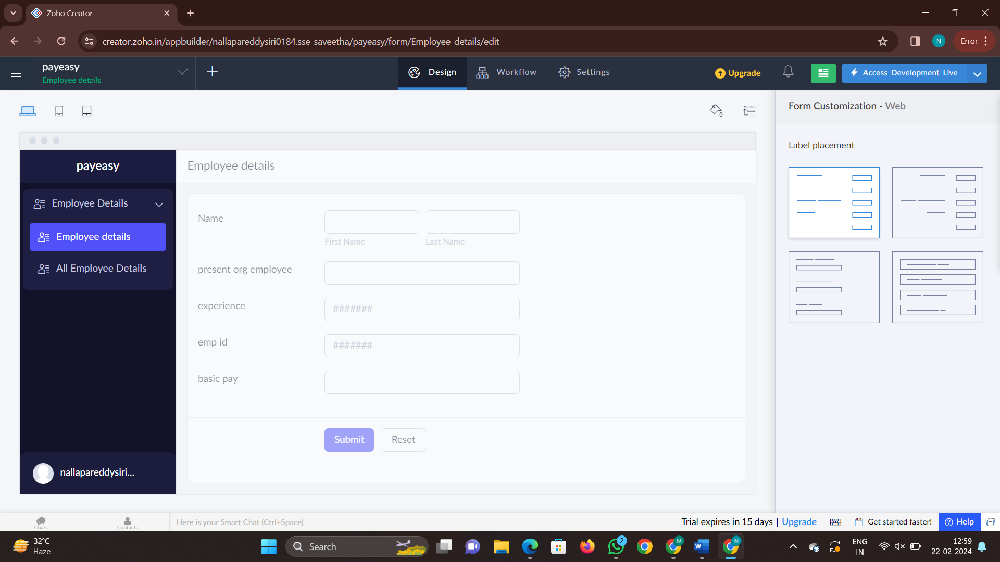 Zoho Creator
creator.zoho.in/appbuilder/nallapareddysiri0184.sse_saveetha/payeasy/form/Employee_details/edit
N
Error
payeasy
Employee details
Design
Workflow
Settings
Upgrade
Access Development Live
Form Customization - Web
Label placement
payeasy
Employee Details
Employee details
All Employee Details
nallapareddysiri...
Employee details
Name
First Name
Last Name
present org employee
experience
#######
emp id
#######
basic pay
Submit
Reset
Chats
Contacts
Here is your Smart Chat (Ctrl+Space)
Trial expires in 15 days | Upgrade
Get started faster!
Help
32°C
Haze
Search
2
M
W
N
ENG
IN
12:59
22-02-2024